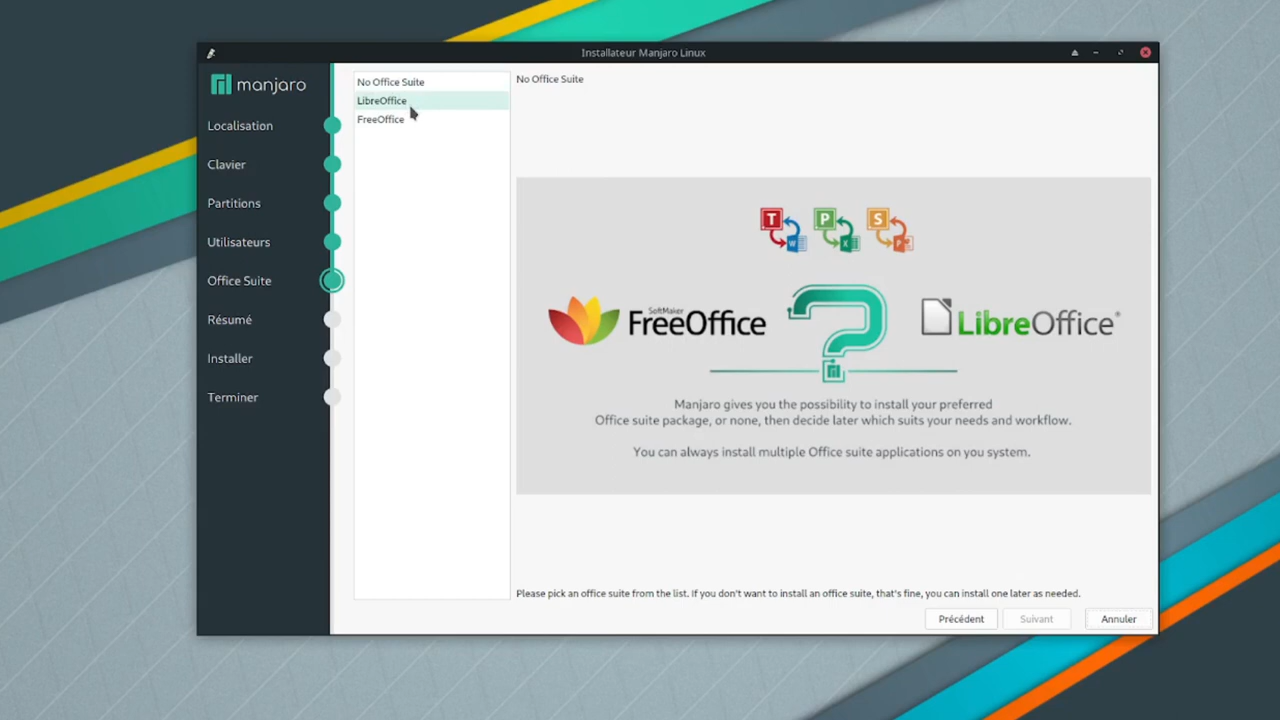 Installateur Manjaro Linux
manjaro
Localisation
Clavier
Partitions
Utilisateurs
Office Suite
Résumé
Installer
Terminer
No Office Suite
LibreOffice
FreeOffice
No Office Suite
T W P X S P
SoftMaker
FreeOffice
?
LibreOffice®
Manjaro gives you the possibility to install your preferred
Office suite package, or none, then decide later which suits your needs and workflow.
You can always install multiple Office suite applications on you system.
Please pick an office suite from the list. If you don't want to install an office suite, that's fine, you can install one later as needed.
Précédent
Suivant
Annuler